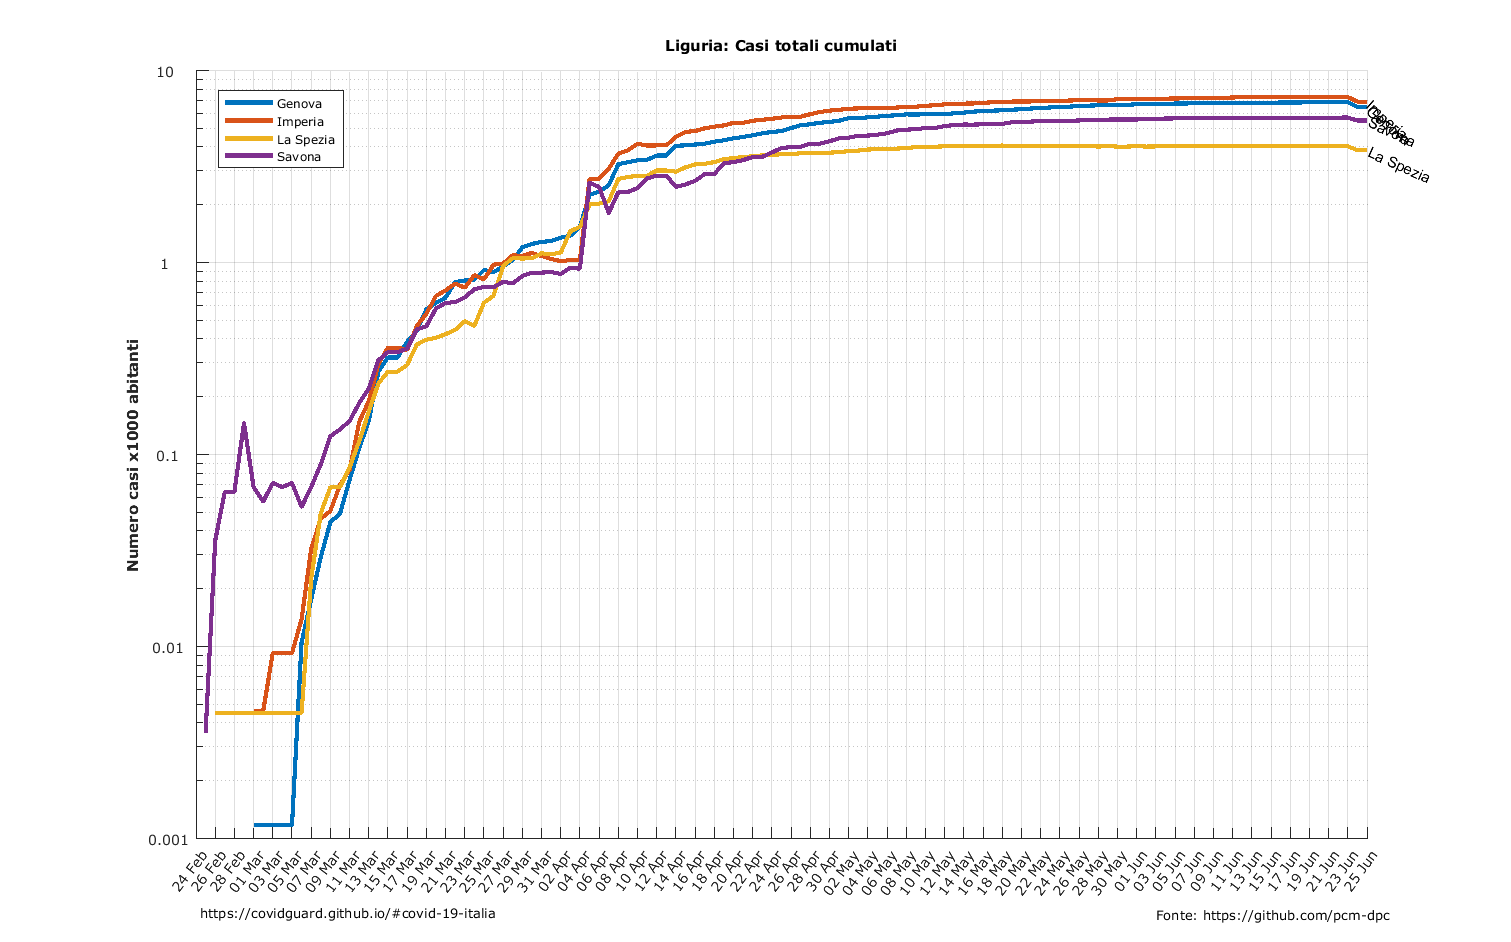 Liguria: Casi totali cumulati
10
1
0.1
0.01
0.001
Numero casi x1000 abitanti
Genova
Imperia
La Spezia
Savona
Imperia
Genova
Savona
La Spezia
24 Feb
26 Feb
28 Feb
01 Mar
03 Mar
05 Mar
07 Mar
09 Mar
11 Mar
13 Mar
15 Mar
17 Mar
19 Mar
21 Mar
23 Mar
25 Mar
27 Mar
29 Mar
31 Mar
02 Apr
04 Apr
06 Apr
08 Apr
10 Apr
12 Apr
14 Apr
16 Apr
18 Apr
20 Apr
22 Apr
24 Apr
26 Apr
28 Apr
30 Apr
02 May
04 May
06 May
08 May
10 May
12 May
14 May
16 May
18 May
20 May
22 May
24 May
26 May
28 May
30 May
01 Jun
03 Jun
05 Jun
07 Jun
09 Jun
11 Jun
13 Jun
15 Jun
17 Jun
19 Jun
21 Jun
23 Jun
25 Jun
https://covidguard.github.io/#covid-19-italia
Fonte: https://github.com/pcm-dpc